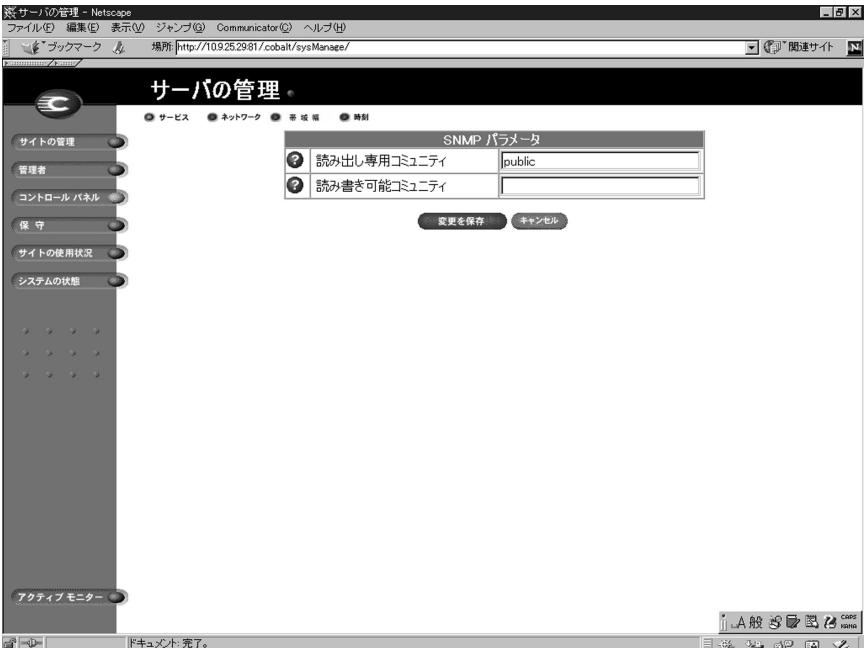 サーバの管理 - Netscape
ファイル(F) 編集(E) 表示(V) ジャンプ(G) Communicator(C) ヘルプ(H)
ブックマーク 場所: http://10.9.25.29:81/.cobalt/sysManage/ 関連サイト N
サーバの管理
サービス ネットワーク 帯域幅 時刻
サイトの管理
管理者
コントロール パネル
保守
サイトの使用状況
システムの状態
SNMP パラメータ
? 読み出し専用コミュニティ public
? 読み書き可能コミュニティ
変更を保存 キャンセル
アクティブ モニター
A 般 CAPS KANA
ドキュメント: 完了。